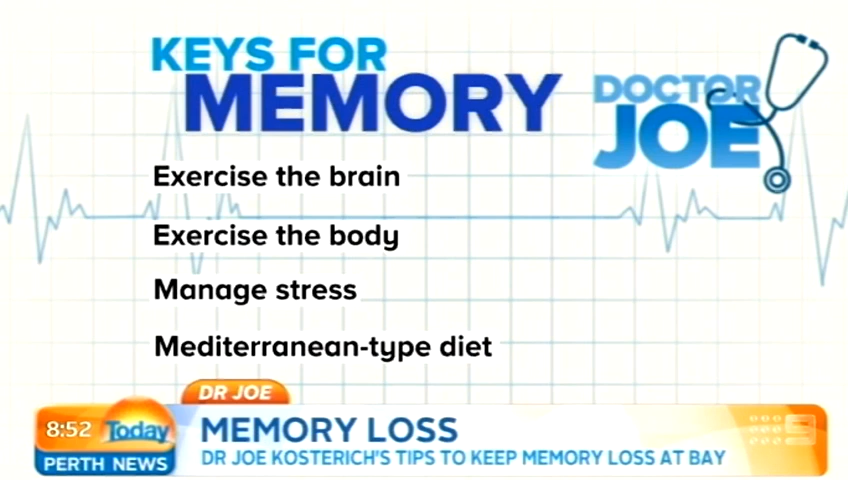 KEYS FOR
MEMORY
DOCTOR
JOE
Exercise the brain
Exercise the body
Manage stress
Mediterranean-type diet
DR JOE
8:52 Today
PERTH NEWS
MEMORY LOSS
DR JOE KOSTERICH'S TIPS TO KEEP MEMORY LOSS AT BAY
9